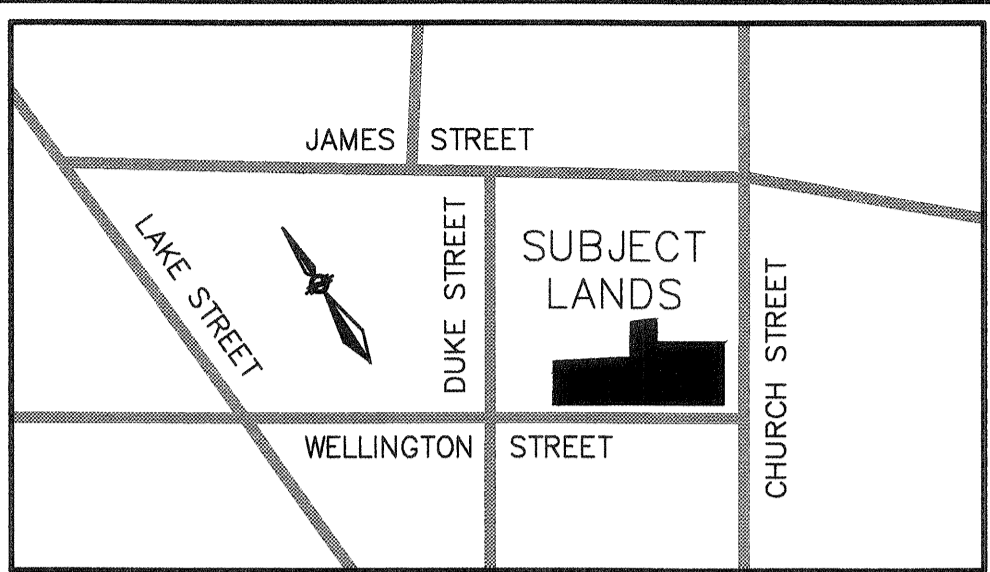 JAMES STREET
LAKE STREET
DUKE STREET
SUBJECT
LANDS
CHURCH STREET
WELLINGTON STREET